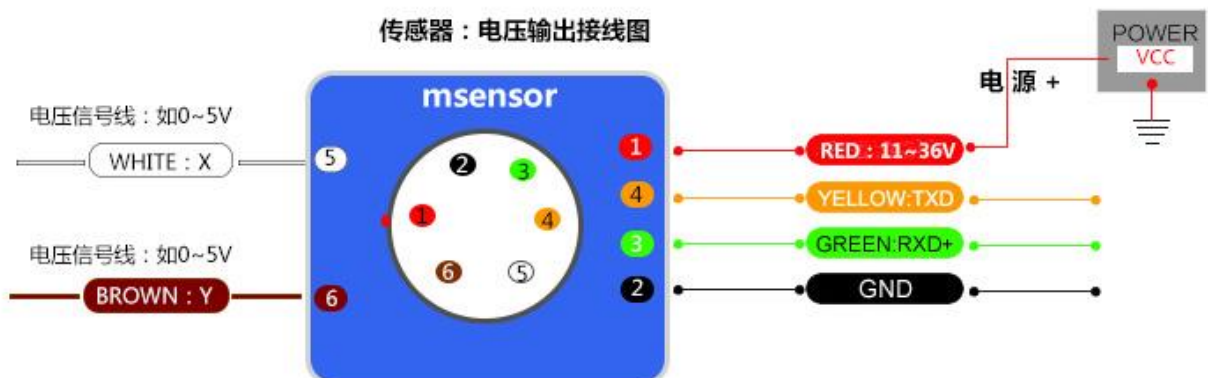 传感器：电压输出接线图
POWER
VCC
电 源 +
msensor
电压信号线：如0~5V
WHITE：X
5
2
3
1
4
6
5
1
RED：11~36V
4
YELLOW:TXD
3
GREEN:RXD+
2
GND
电压信号线：如0~5V
BROWN：Y
6